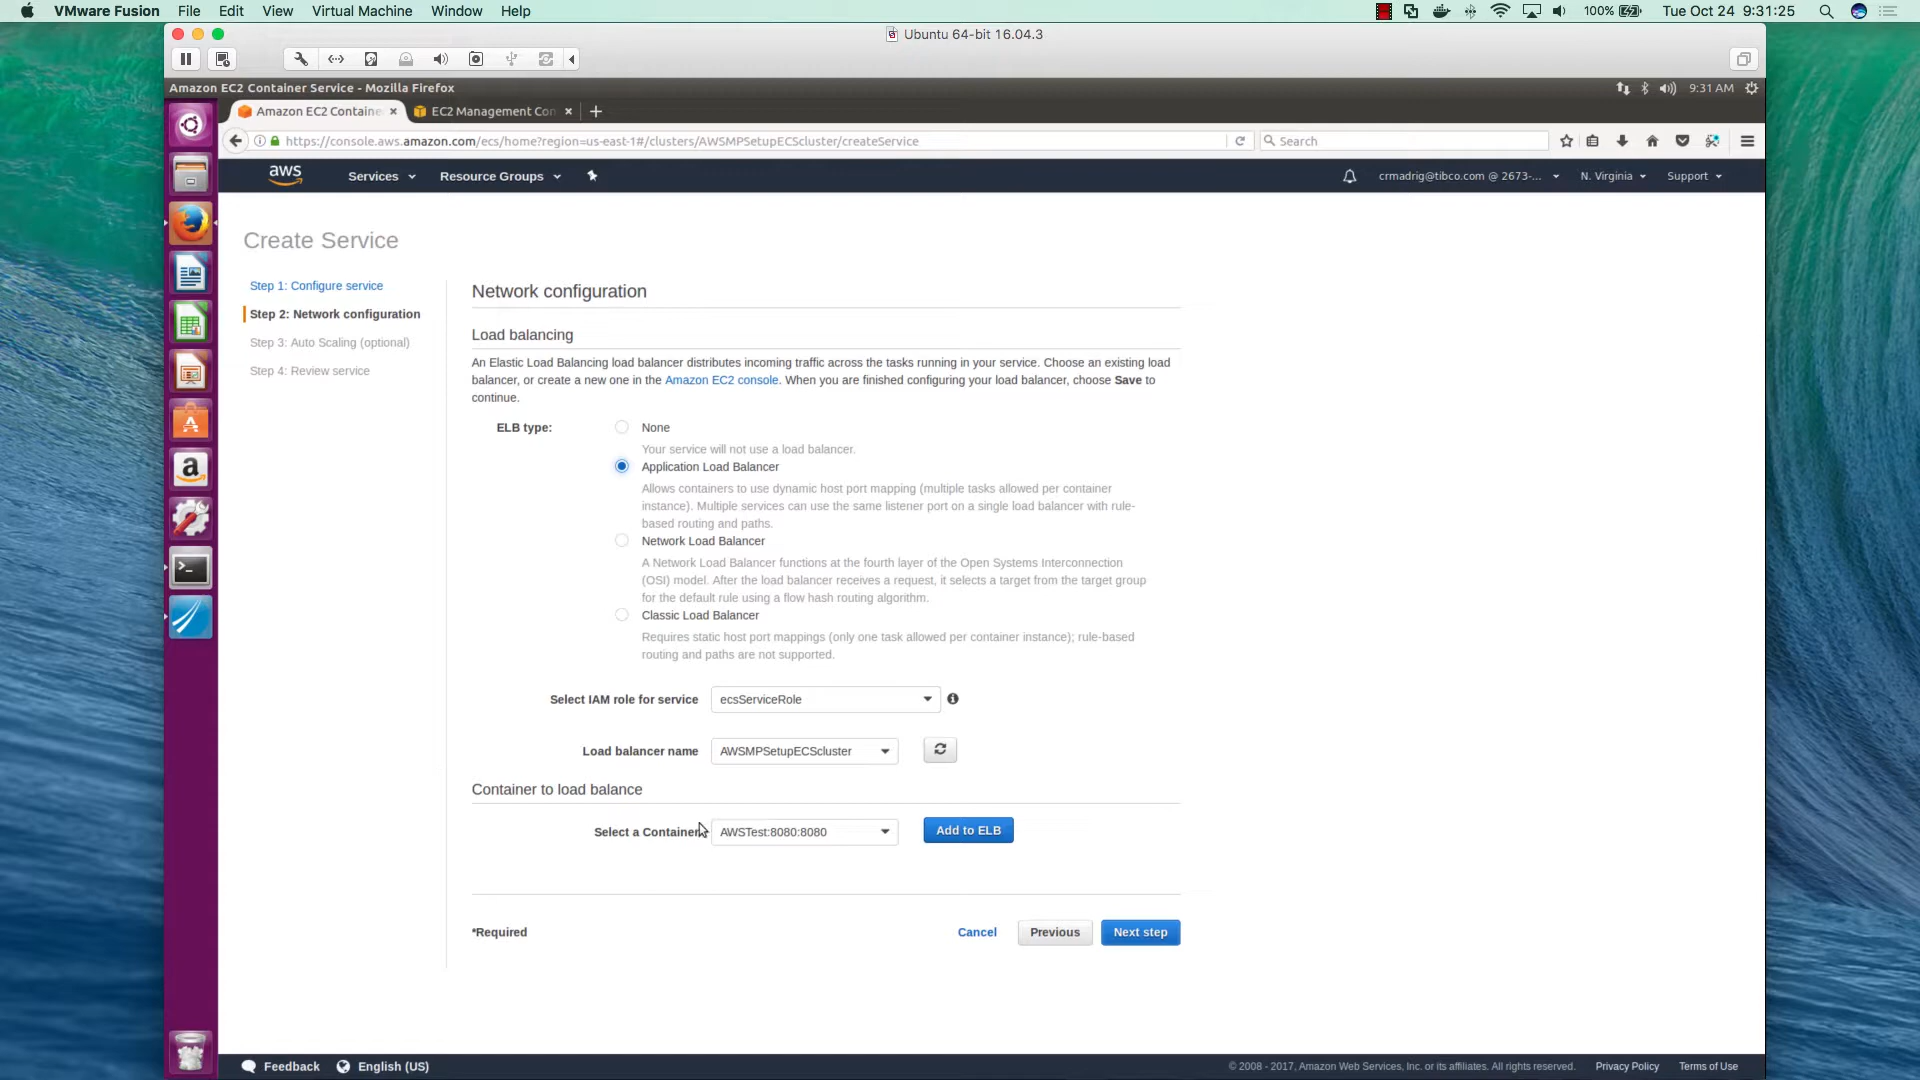 VMware Fusion File Edit View Virtual Machine Window Help 100% Tue Oct 24 9:31:25
Ubuntu 64-bit 16.04.3
Amazon EC2 Container Service - Mozilla Firefox 9:31 AM
Amazon EC2 Containe EC2 Management Con
https://console.aws.amazon.com/ecs/home?region=us-east-1#/clusters/AWSMPSetupECScluster/createService Search
aws Services Resource Groups crmadrig@tibco.com @ 2673-... N. Virginia Support
Create Service
Step 1: Configure service
Step 2: Network configuration
Step 3: Auto Scaling (optional)
Step 4: Review service
Network configuration
Load balancing
An Elastic Load Balancing load balancer distributes incoming traffic across the tasks running in your service. Choose an existing load
balancer, or create a new one in the Amazon EC2 console. When you are finished configuring your load balancer, choose Save to
continue.
ELB type: None
Your service will not use a load balancer.
Application Load Balancer
Allows containers to use dynamic host port mapping (multiple tasks allowed per container
instance). Multiple services can use the same listener port on a single load balancer with rule-
based routing and paths.
Network Load Balancer
A Network Load Balancer functions at the fourth layer of the Open Systems Interconnection
(OSI) model. After the load balancer receives a request, it selects a target from the target group
for the default rule using a flow hash routing algorithm.
Classic Load Balancer
Requires static host port mappings (only one task allowed per container instance); rule-based
routing and paths are not supported.
Select IAM role for service ecsServiceRole
Load balancer name AWSMPSetupECScluster
Container to load balance
Select a Container AWSTest:8080:8080 Add to ELB
*Required Cancel Previous Next step
Feedback English (US) © 2008 - 2017, Amazon Web Services, Inc. or its affiliates. All rights reserved. Privacy Policy Terms of Use